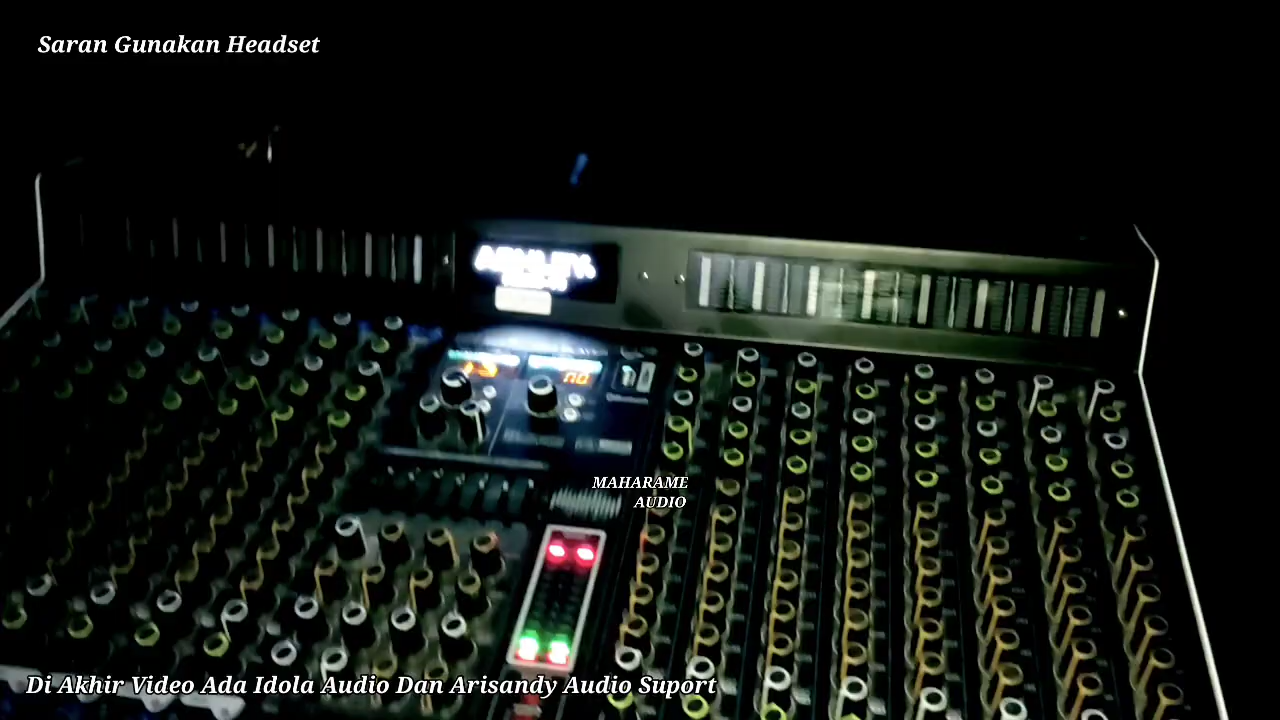 Saran Gunakan Headset
MAHARAME
AUDIO
Di Akhir Video Ada Idola Audio Dan Arisandy Audio Suport